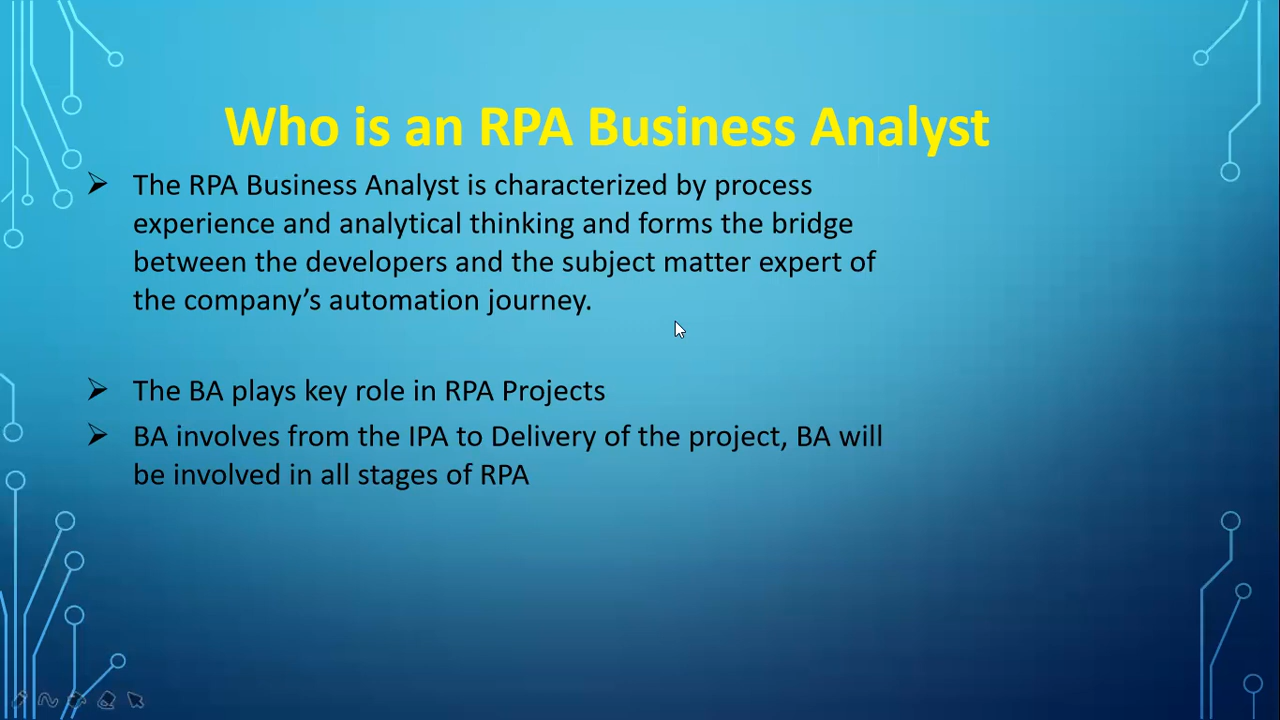 Who is an RPA Business Analyst
The RPA Business Analyst is characterized by process
experience and analytical thinking and forms the bridge
between the developers and the subject matter expert of
the company’s automation journey.
The BA plays key role in RPA Projects
BA involves from the IPA to Delivery of the project, BA will
be involved in all stages of RPA